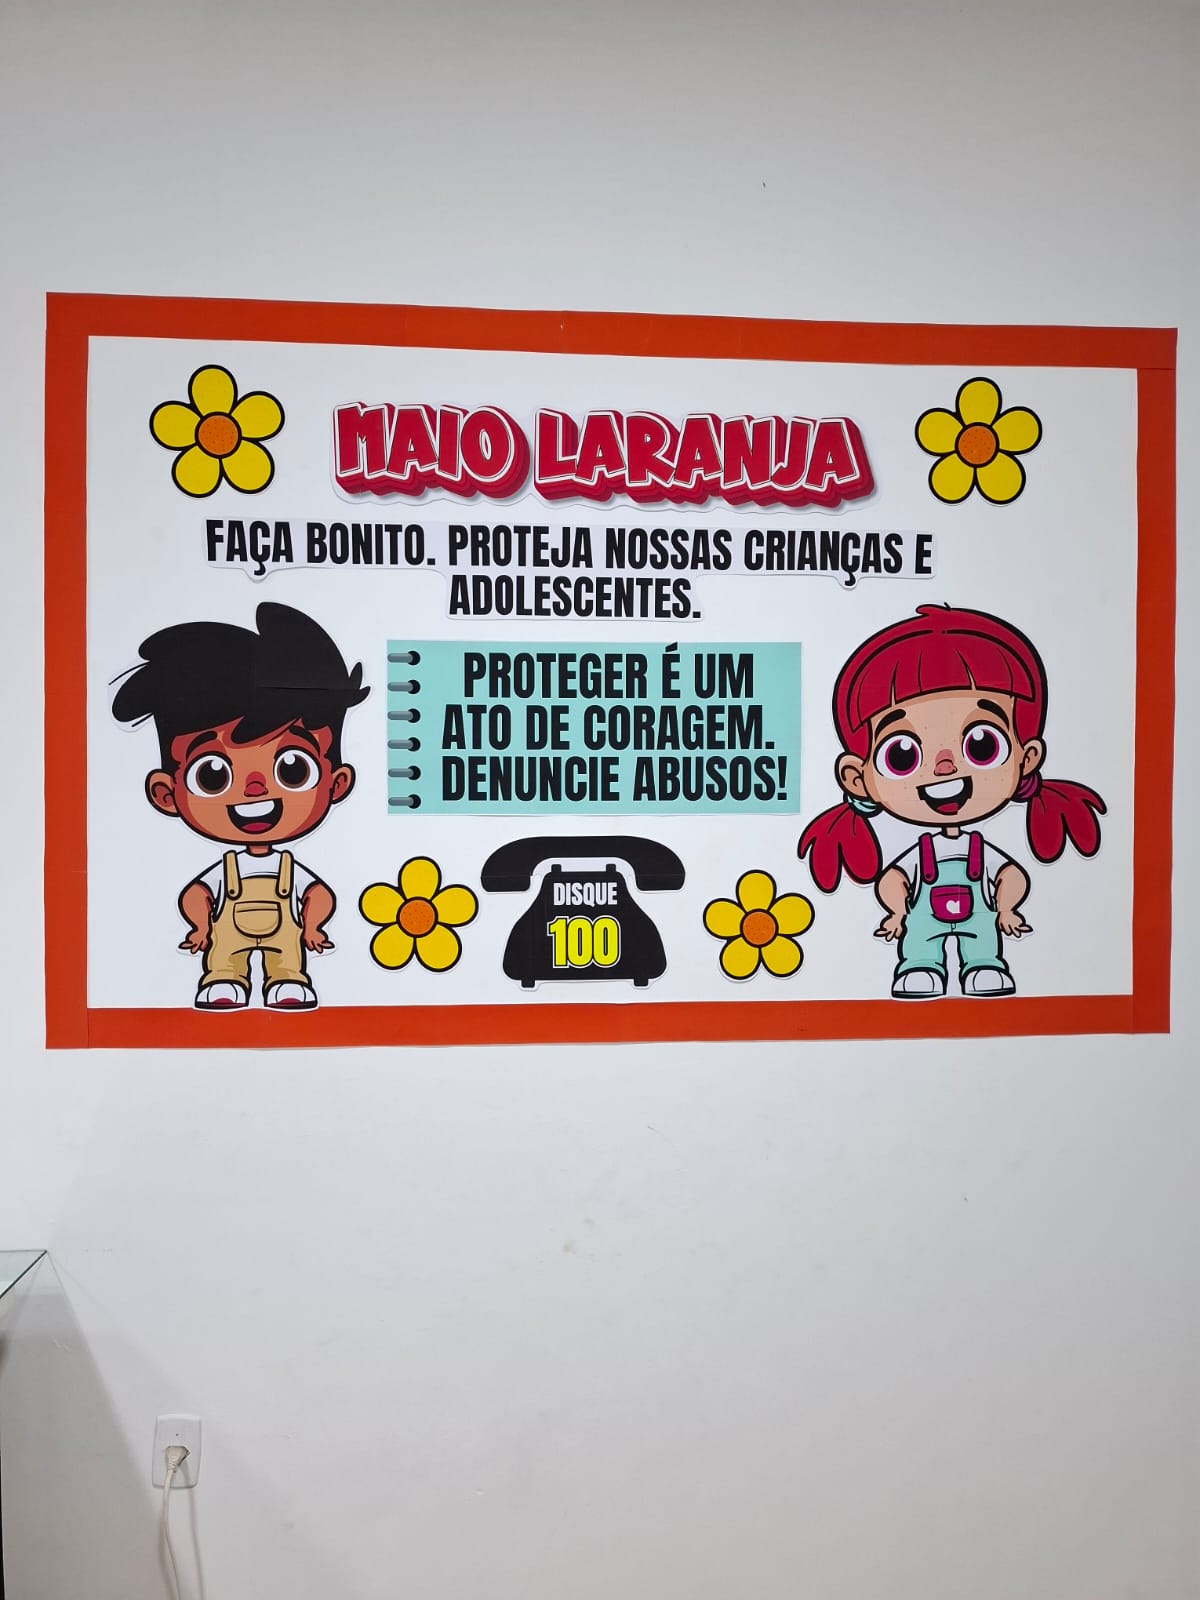 MAIO LARANJA
FAÇA BONITO. PROTEJA NOSSAS CRIANÇAS E
ADOLESCENTES.
PROTEGER É UM
ATO DE CORAGEM.
DENUNCIE ABUSOS!
DISQUE
100